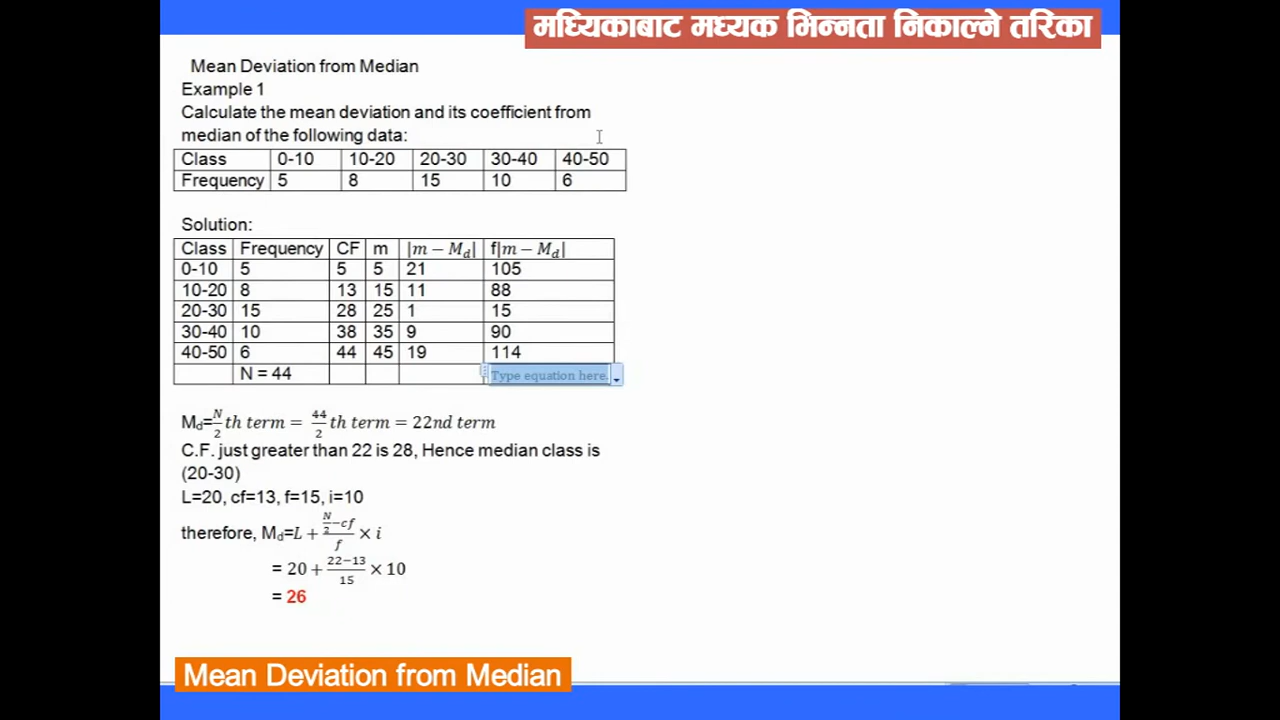 मध्यिकाबाट मध्यक भिन्नता निकाल्ने तरिका
Mean Deviation from Median
Example 1
Calculate the mean deviation and its coefficient from
median of the following data:
Class 0-10 10-20 20-30 30-40 40-50
Frequency 5 8 15 10 6
Solution:
Class Frequency CF m |m − M_d| f|m − M_d|
0-10 5 5 5 21 105
10-20 8 13 15 11 88
20-30 15 28 25 1 15
30-40 10 38 35 9 90
40-50 6 44 45 19 114
N = 44 Type equation here.
M_d=N/2 th term = 44/2 th term = 22nd term
C.F. just greater than 22 is 28, Hence median class is
(20-30)
L=20, cf=13, f=15, i=10
therefore, M_d=L + (N/2−cf)/f × i
= 20 + (22−13)/15 × 10
= 26
Mean Deviation from Median